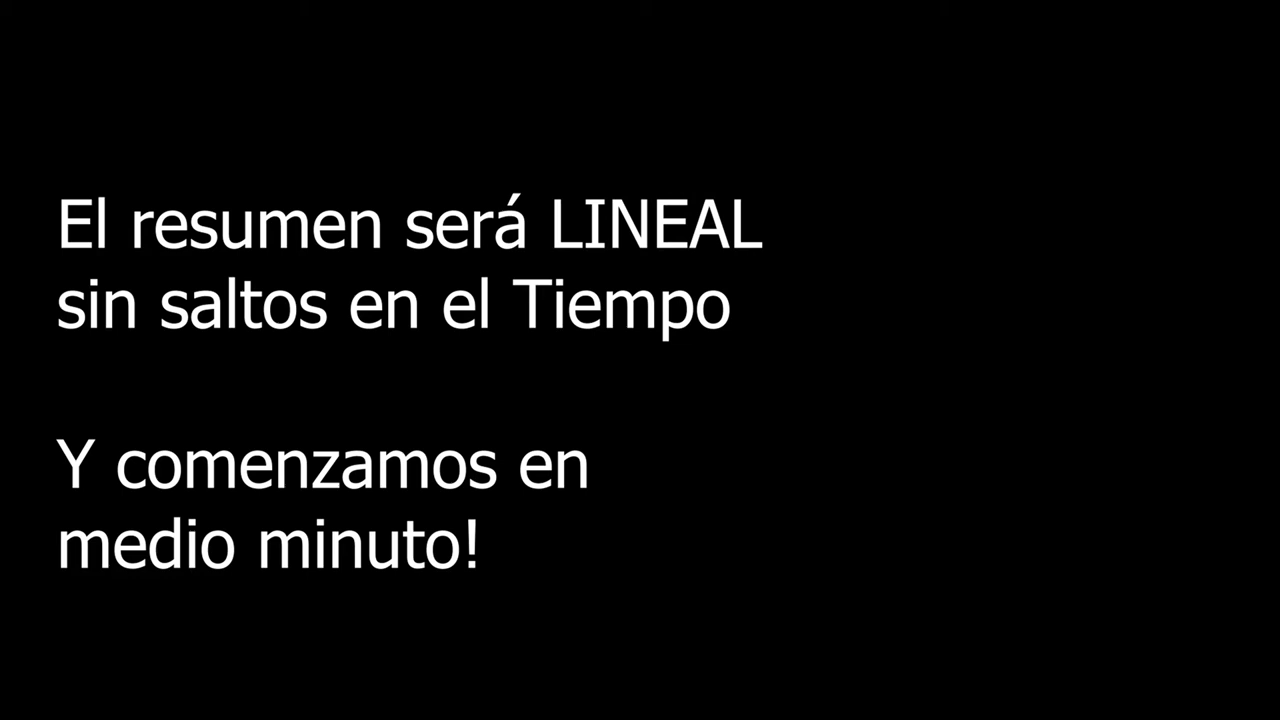 El resumen será LINEAL
sin saltos en el Tiempo
Y comenzamos en
medio minuto!